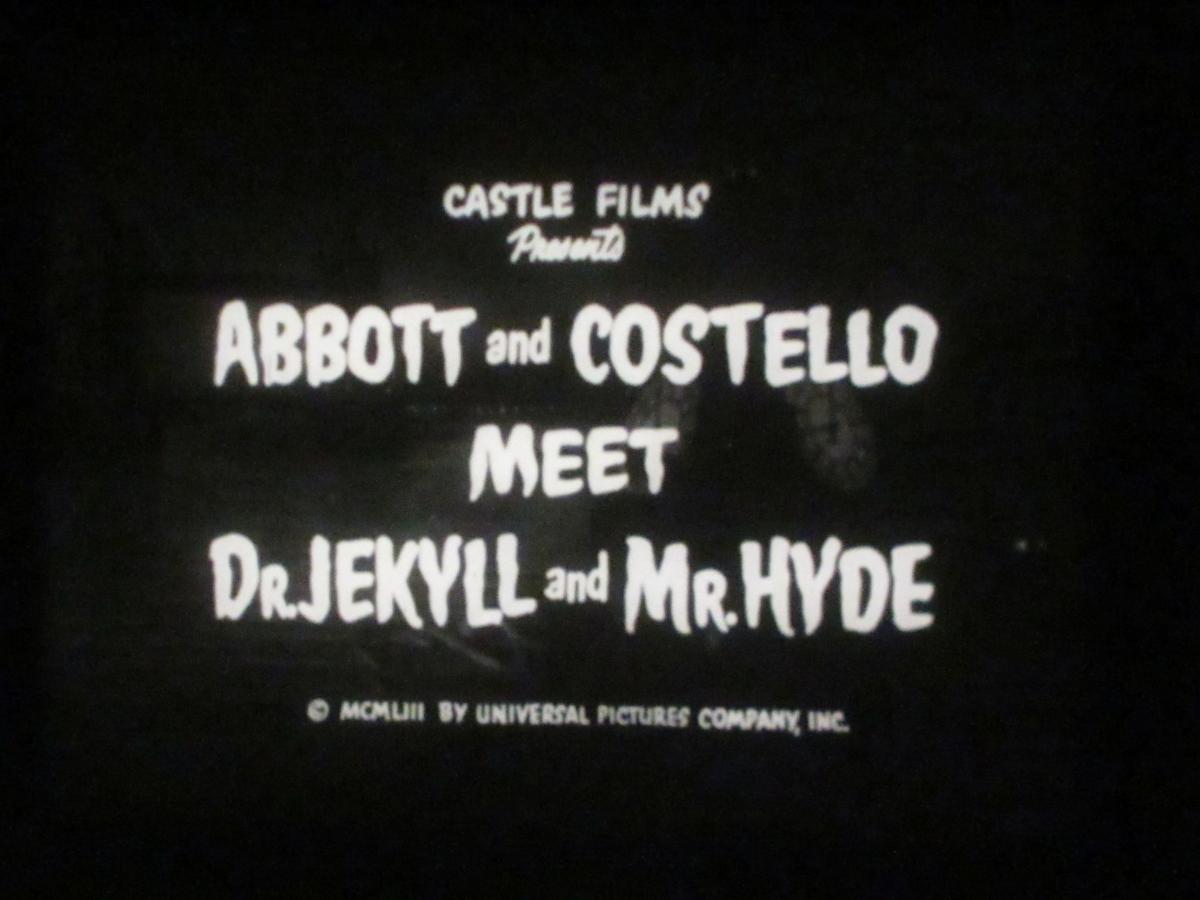 CASTLE FILMS
Presents
ABBOTT and COSTELLO
MEET
DR. JEKYLL and MR. HYDE
© MCMLIII BY UNIVERSAL PICTURES COMPANY, INC.